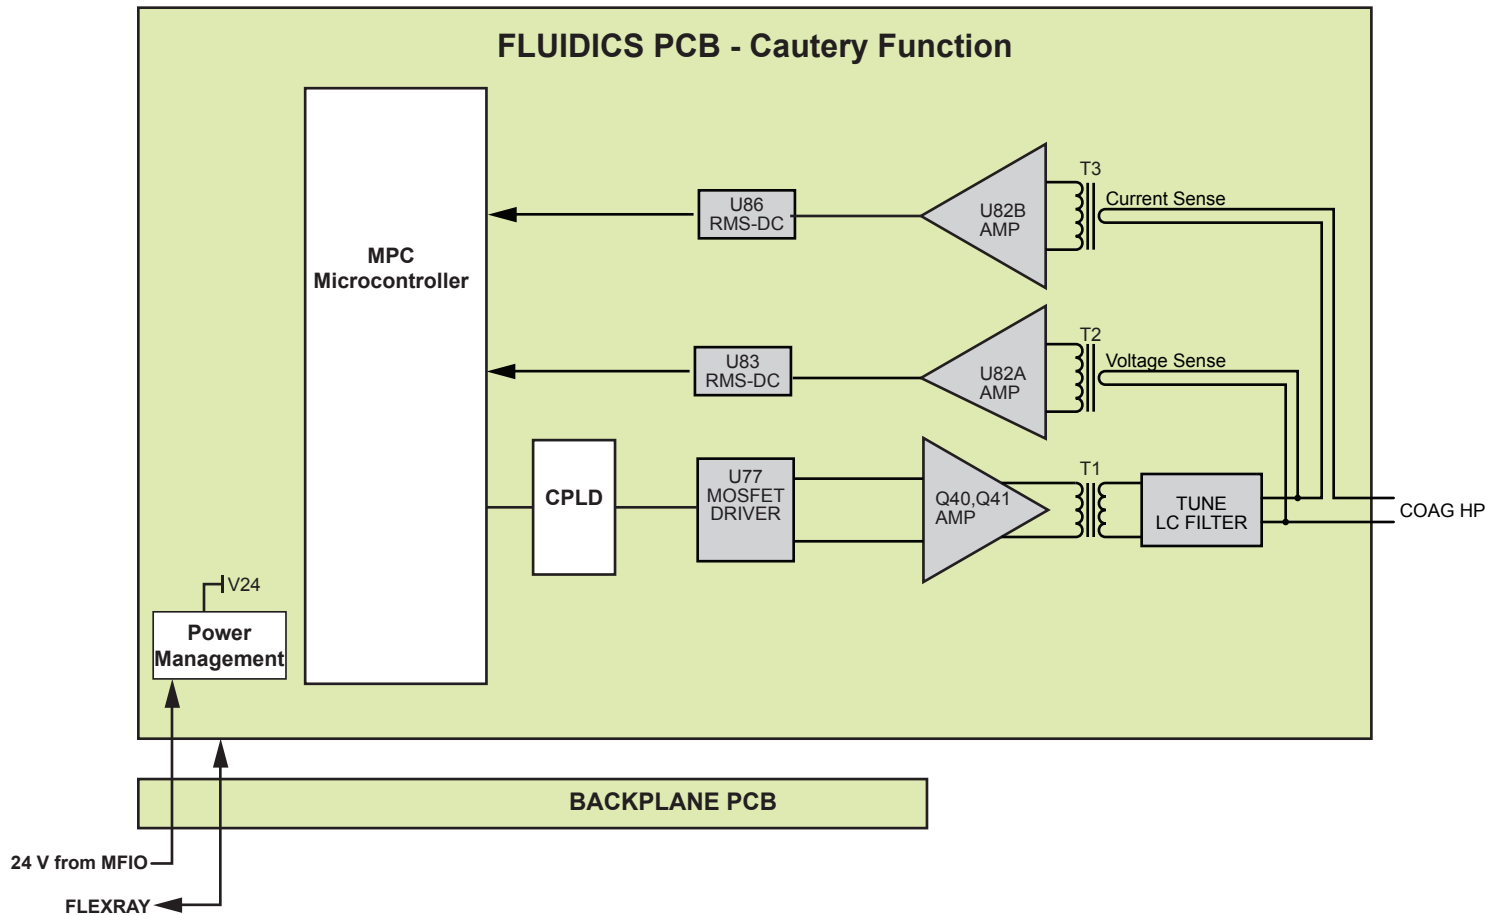 FLUIDICS PCB - Cautery Function
MPC
Microcontroller
U86
RMS-DC
U82B
AMP
T3
Current Sense
U83
RMS-DC
U82A
AMP
T2
Voltage Sense
CPLD
U77
MOSFET
DRIVER
Q40,Q41
AMP
T1
TUNE
LC FILTER
COAG HP
V24
Power
Management
BACKPLANE PCB
24 V from MFIO
FLEXRAY